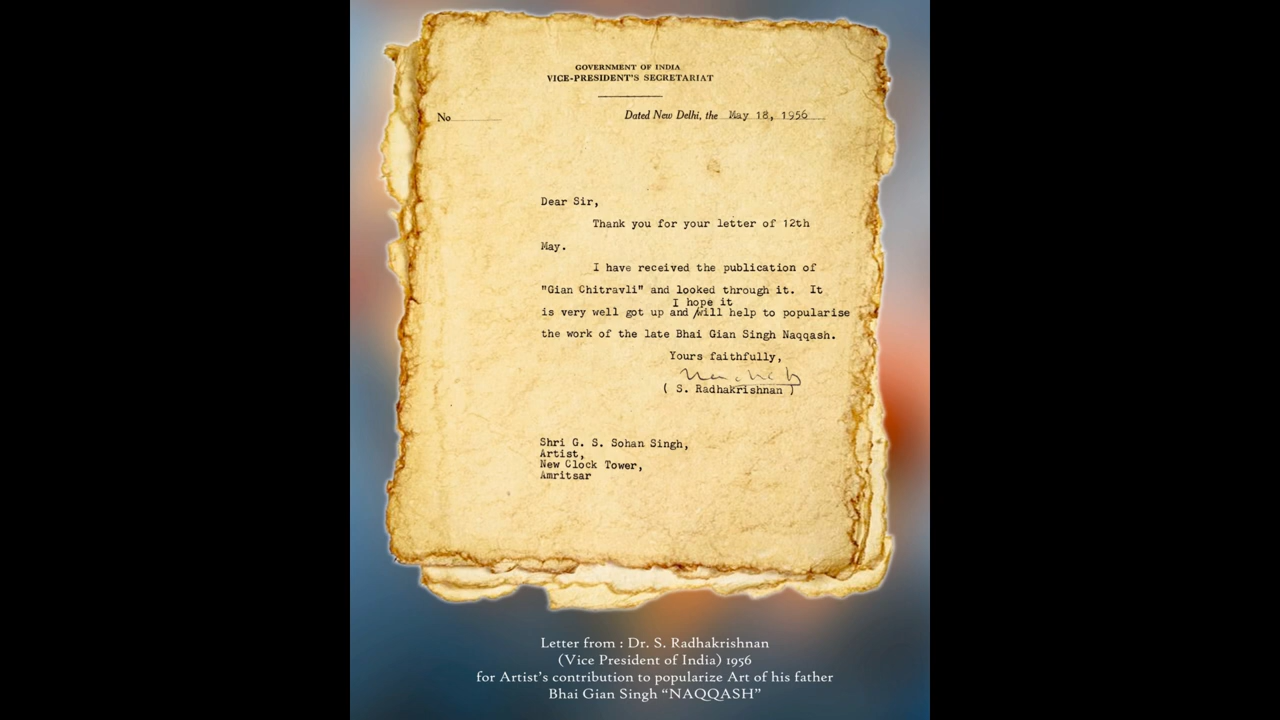 GOVERNMENT OF INDIA
VICE-PRESIDENT'S SECRETARIAT
No
Dated New Delhi, the May 18, 1956
Dear Sir,
Thank you for your letter of 12th
May.
I have received the publication of
"Gian Chitravli" and looked through it. It
I hope it
is very well got up and /will help to popularise
the work of the late Bhai Gian Singh Naqqash.
Yours faithfully,
( S. Radhakrishnan )
Shri G. S. Sohan Singh,
Artist,
New Clock Tower,
Amritsar
Letter from : Dr. S. Radhakrishnan
(Vice President of India) 1956
for Artist's contribution to popularize Art of his father
Bhai Gian Singh "NAQQASH"